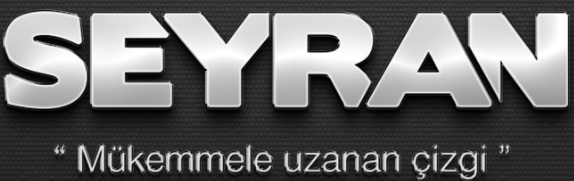 SEYRAN
“ Mükemmele uzanan çizgi ”